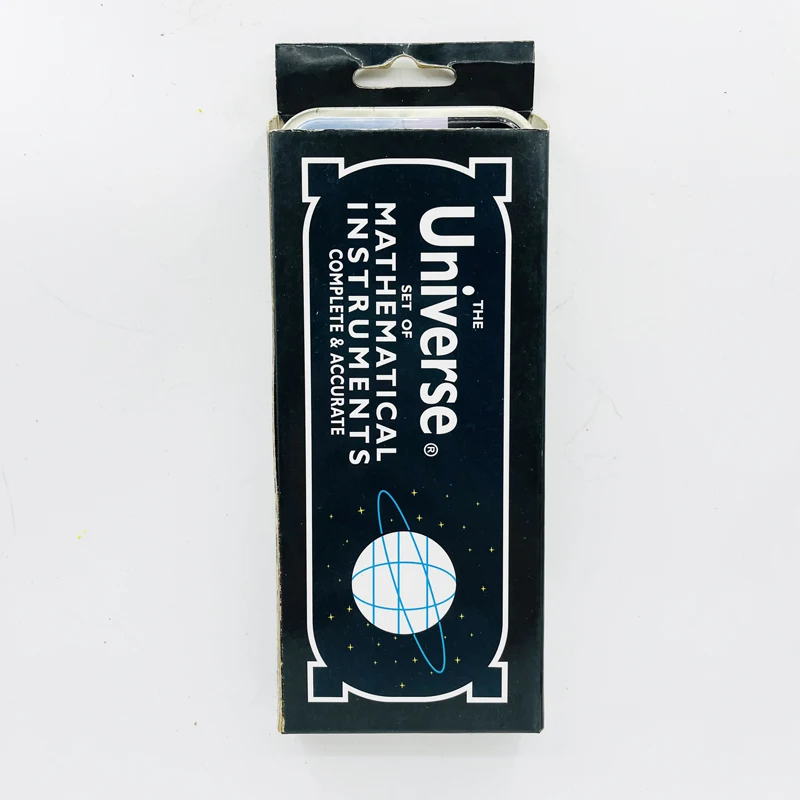 THE
Universe®
SET OF
MATHEMATICAL
INSTRUMENTS
COMPLETE & ACCURATE